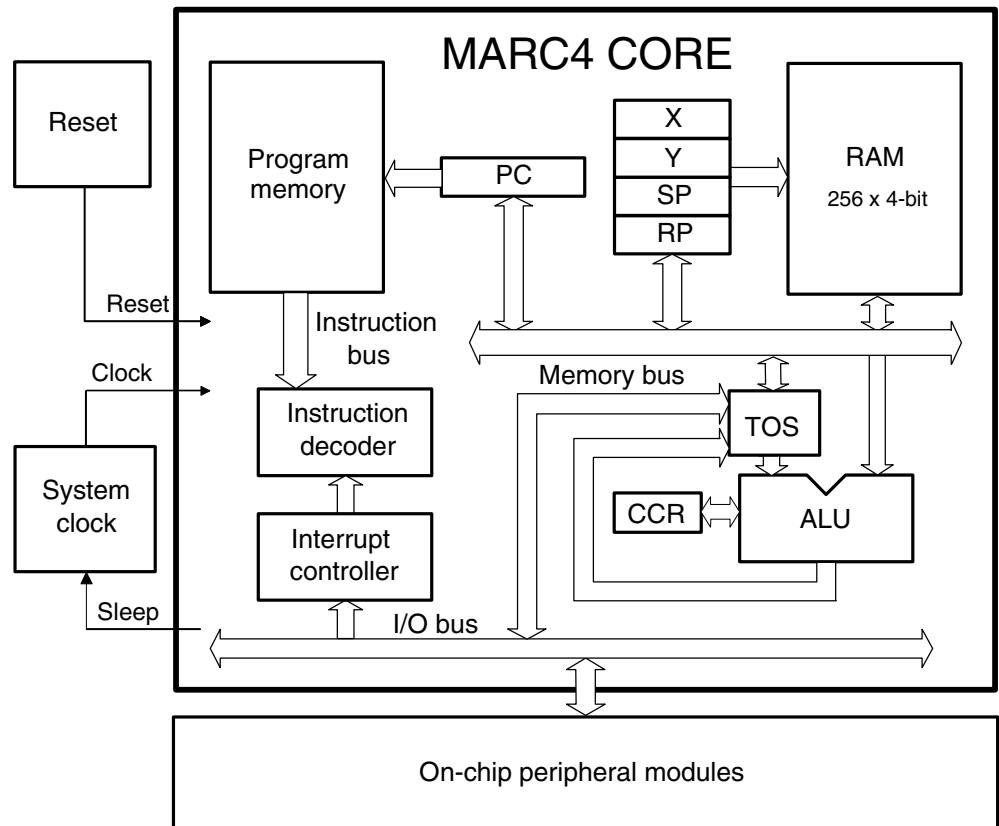 MARC4 CORE
Reset
Program
memory
PC
X
Y
SP
RP
RAM
256 x 4-bit
Reset
Instruction
bus
Clock
Memory bus
Instruction
decoder
TOS
System
clock
CCR
ALU
Interrupt
controller
Sleep
I/O bus
On-chip peripheral modules